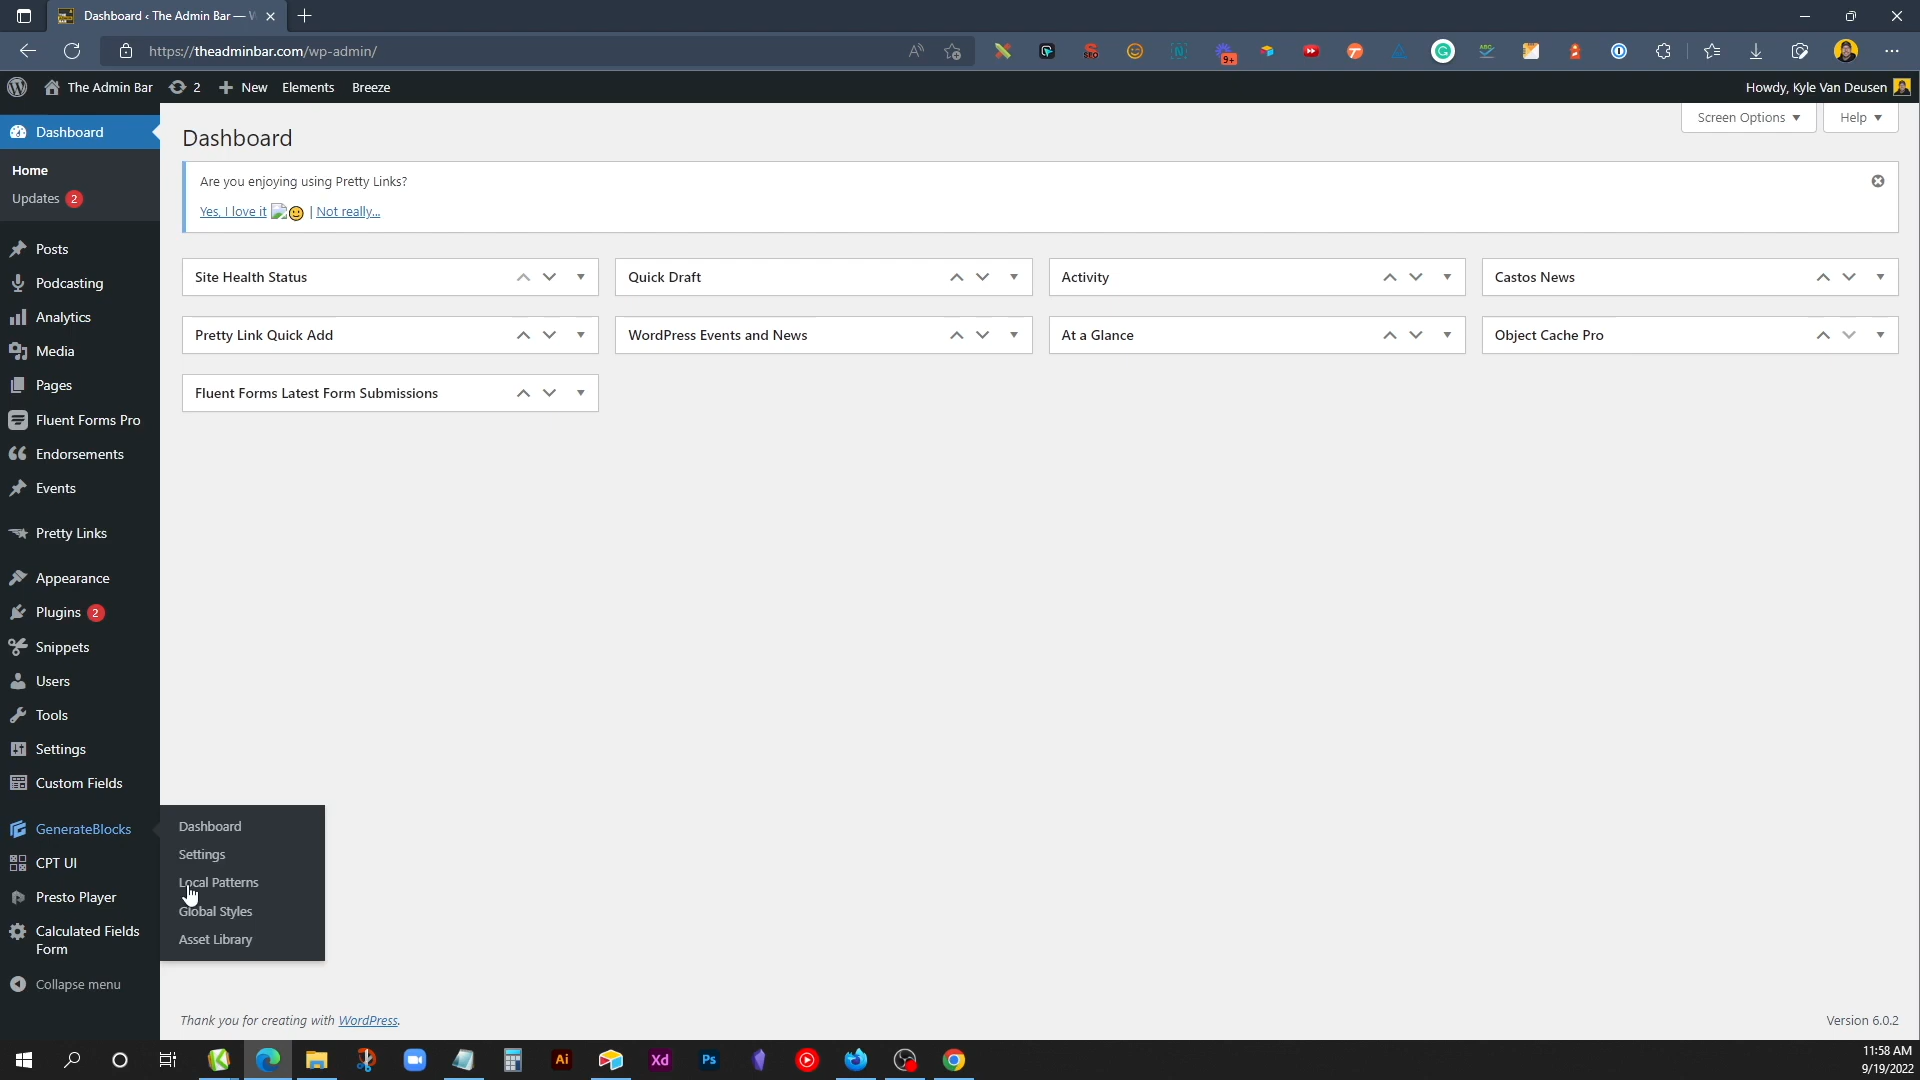 Dashboard ‹ The Admin Bar — W
https://theadminbar.com/wp-admin/
9+
The Admin Bar
2
New
Elements
Breeze
Howdy, Kyle Van Deusen
Dashboard
Home
Updates 2
Posts
Podcasting
Analytics
Media
Pages
Fluent Forms Pro
Endorsements
Events
Pretty Links
Appearance
Plugins 2
Snippets
Users
Tools
Settings
Custom Fields
GenerateBlocks
CPT UI
Presto Player
Calculated Fields
Form
Collapse menu
Dashboard
Settings
Local Patterns
Global Styles
Asset Library
Dashboard
Screen Options
Help
Are you enjoying using Pretty Links?
Yes, I love it | Not really...
Site Health Status
Quick Draft
Activity
Castos News
Pretty Link Quick Add
WordPress Events and News
At a Glance
Object Cache Pro
Fluent Forms Latest Form Submissions
Thank you for creating with WordPress.
Version 6.0.2
Ai
Xd
Ps
11:58 AM
9/19/2022